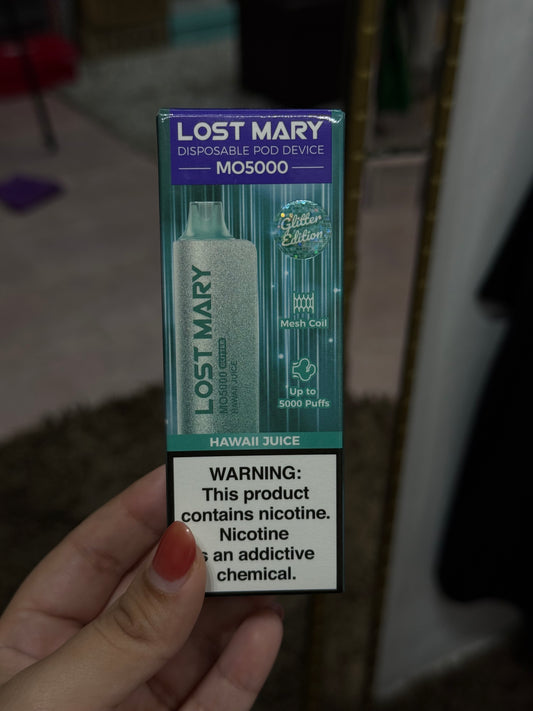 LOST MARY
DISPOSABLE POD DEVICE
MO5000
Glitter
Edition
LOST MARY
MO5000
HAWAII JUICE
Mesh Coil
Up to
5000 Puffs
HAWAII JUICE
WARNING:
This product
contains nicotine.
Nicotine
s an addictive
chemical.